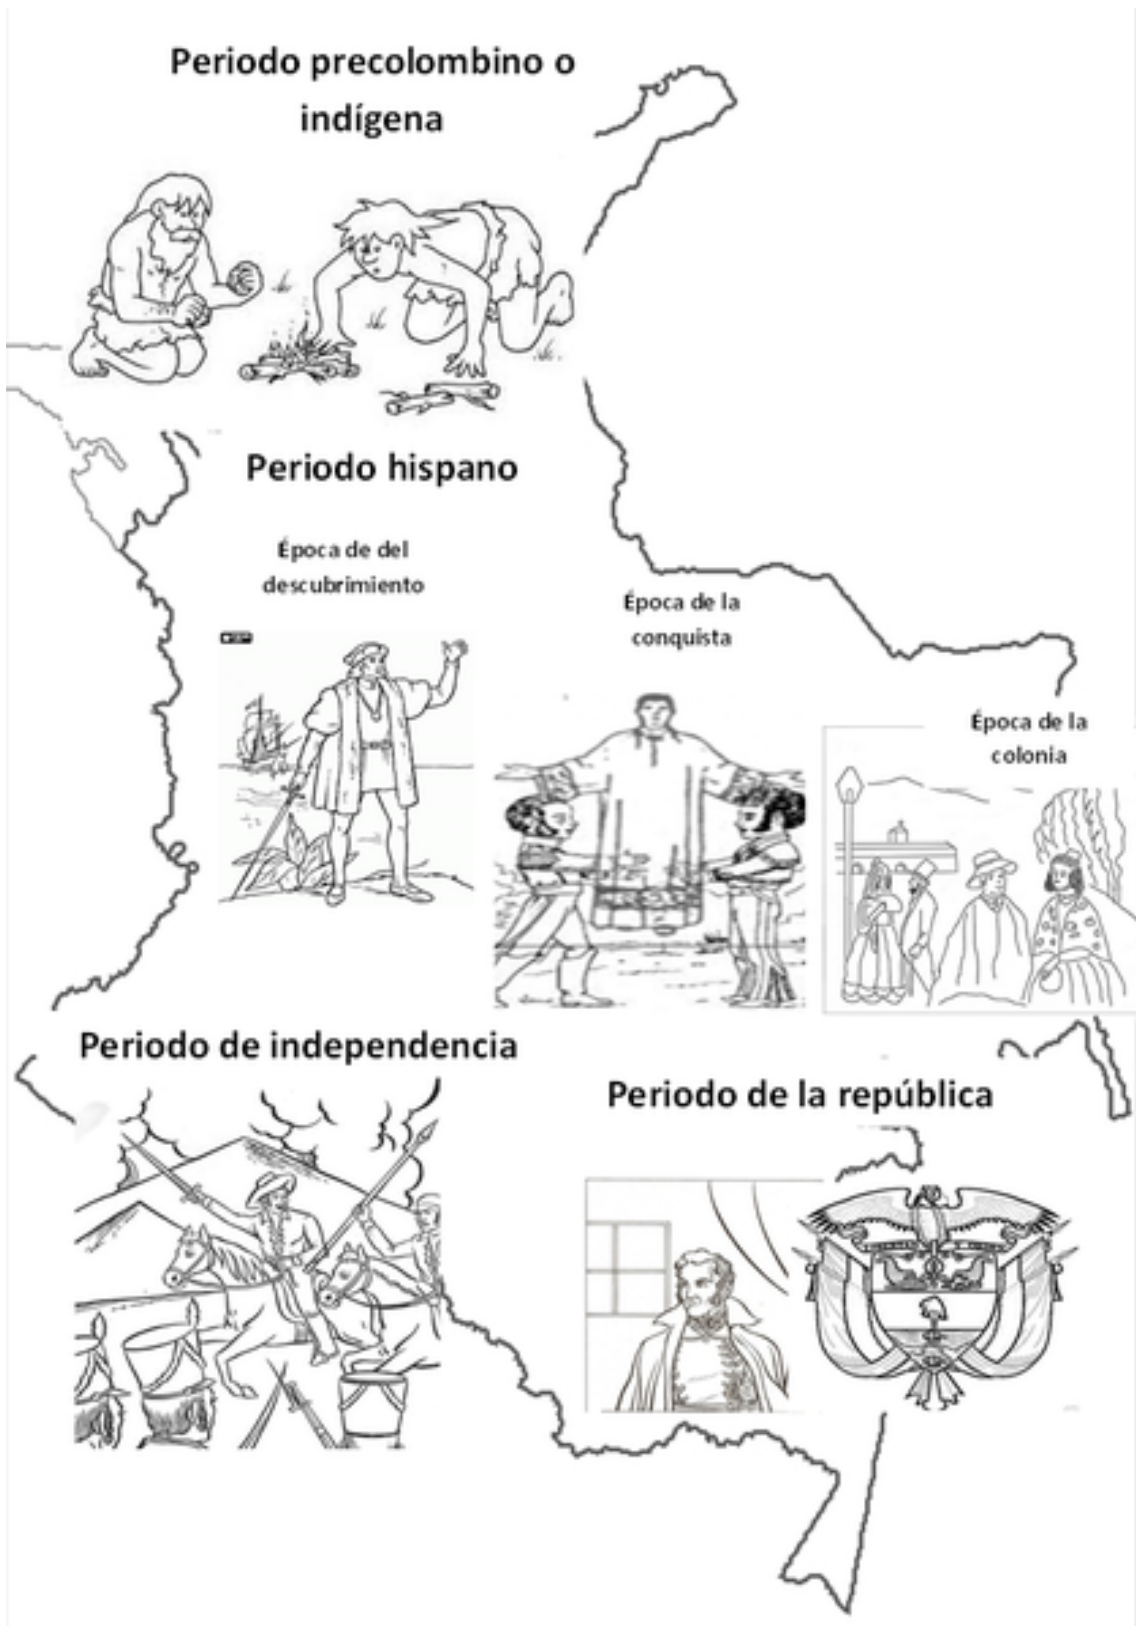 Periodo precolombino o
indígena
Periodo hispano
Época de del
descubrimiento
Época de la
conquista
Época de la
colonia
Periodo de independencia
Periodo de la república